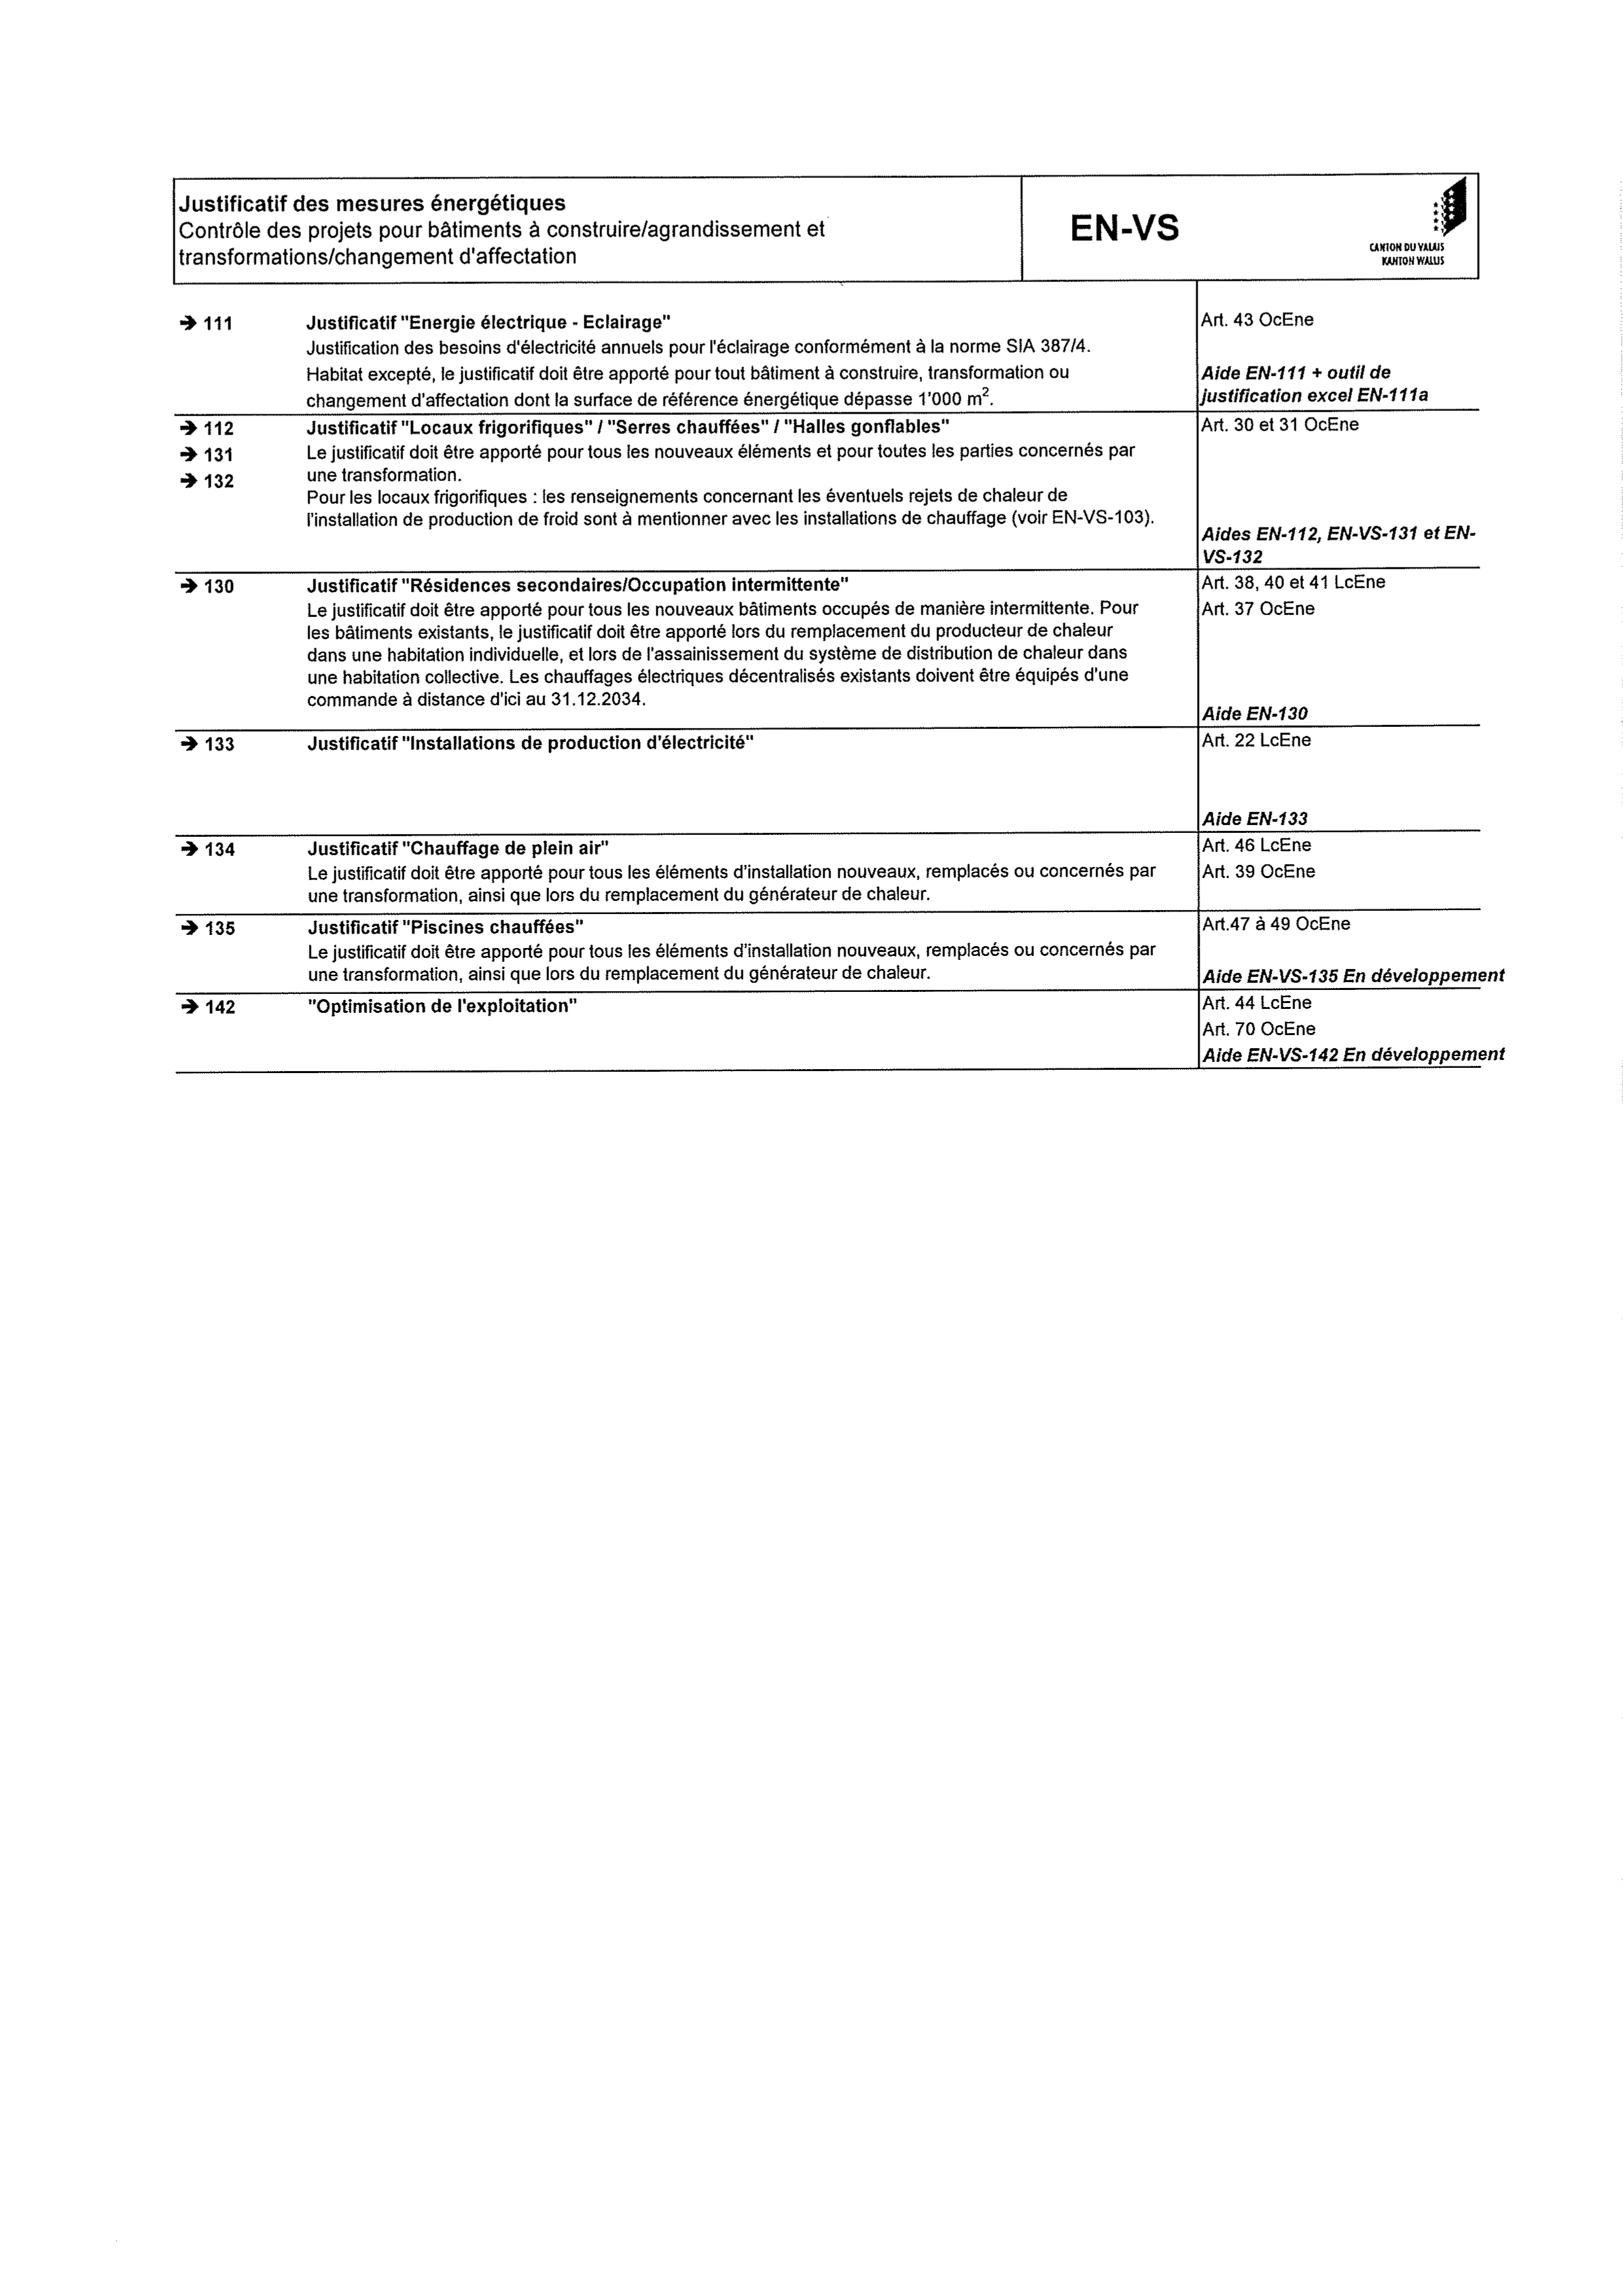 Justificatif des mesures énergétiques
Contrôle des projets pour bâtiments à construire/agrandissement et
transformations/changement d'affectation
EN-VS
CANTON DU VALAIS
KANTON WALLIS
→ 111
Justificatif "Energie électrique - Eclairage"
Art. 43 OcEne
Justification des besoins d'électricité annuels pour l'éclairage conformément à la norme SIA 387/4.
Habitat excepté, le justificatif doit être apporté pour tout bâtiment à construire, transformation ou
changement d'affectation dont la surface de référence énergétique dépasse 1'000 m².
Aide EN-111 + outil de
justification excel EN-111a
→ 112
→ 131
→ 132
Justificatif "Locaux frigorifiques" / "Serres chauffées" / "Halles gonflables"
Le justificatif doit être apporté pour tous les nouveaux éléments et pour toutes les parties concernés par
une transformation.
Pour les locaux frigorifiques : les renseignements concernant les éventuels rejets de chaleur de
l'installation de production de froid sont à mentionner avec les installations de chauffage (voir EN-VS-103).
Art. 30 et 31 OcEne
Aides EN-112, EN-VS-131 et EN-
VS-132
→ 130
Justificatif "Résidences secondaires/Occupation intermittente"
Le justificatif doit être apporté pour tous les nouveaux bâtiments occupés de manière intermittente. Pour
les bâtiments existants, le justificatif doit être apporté lors du remplacement du producteur de chaleur
dans une habitation individuelle, et lors de l'assainissement du système de distribution de chaleur dans
une habitation collective. Les chauffages électriques décentralisés existants doivent être équipés d'une
commande à distance d'ici au 31.12.2034.
Art. 38, 40 et 41 LcEne
Art. 37 OcEne
Aide EN-130
→ 133
Justificatif "Installations de production d'électricité"
Art. 22 LcEne
Aide EN-133
→ 134
Justificatif "Chauffage de plein air"
Le justificatif doit être apporté pour tous les éléments d'installation nouveaux, remplacés ou concernés par
une transformation, ainsi que lors du remplacement du générateur de chaleur.
Art. 46 LcEne
Art. 39 OcEne
→ 135
Justificatif "Piscines chauffées"
Le justificatif doit être apporté pour tous les éléments d'installation nouveaux, remplacés ou concernés par
une transformation, ainsi que lors du remplacement du générateur de chaleur.
Art.47 à 49 OcEne
Aide EN-VS-135 En développement
→ 142
"Optimisation de l'exploitation"
Art. 44 LcEne
Art. 70 OcEne
Aide EN-VS-142 En développement